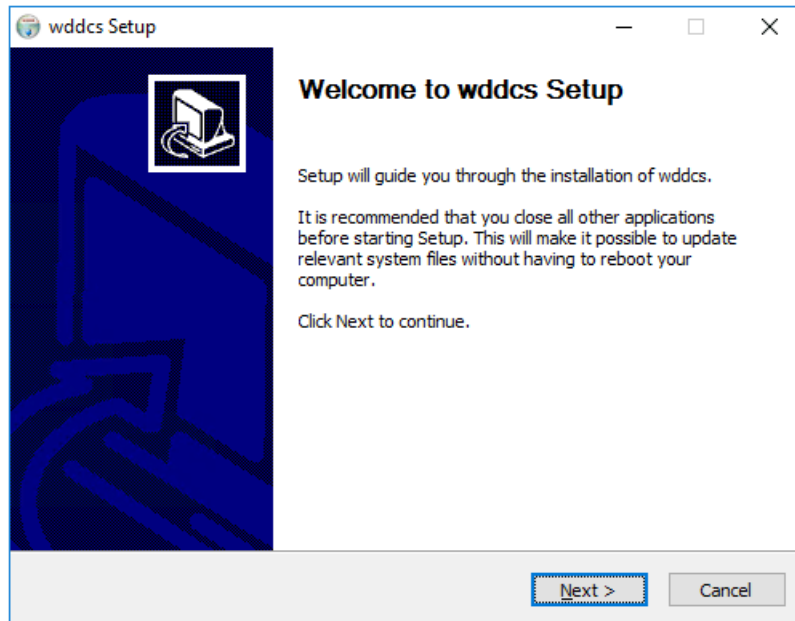 wddcs Setup
Welcome to wddcs Setup
Setup will guide you through the installation of wddcs.
It is recommended that you close all other applications
before starting Setup. This will make it possible to update
relevant system files without having to reboot your
computer.
Click Next to continue.
Next >
Cancel